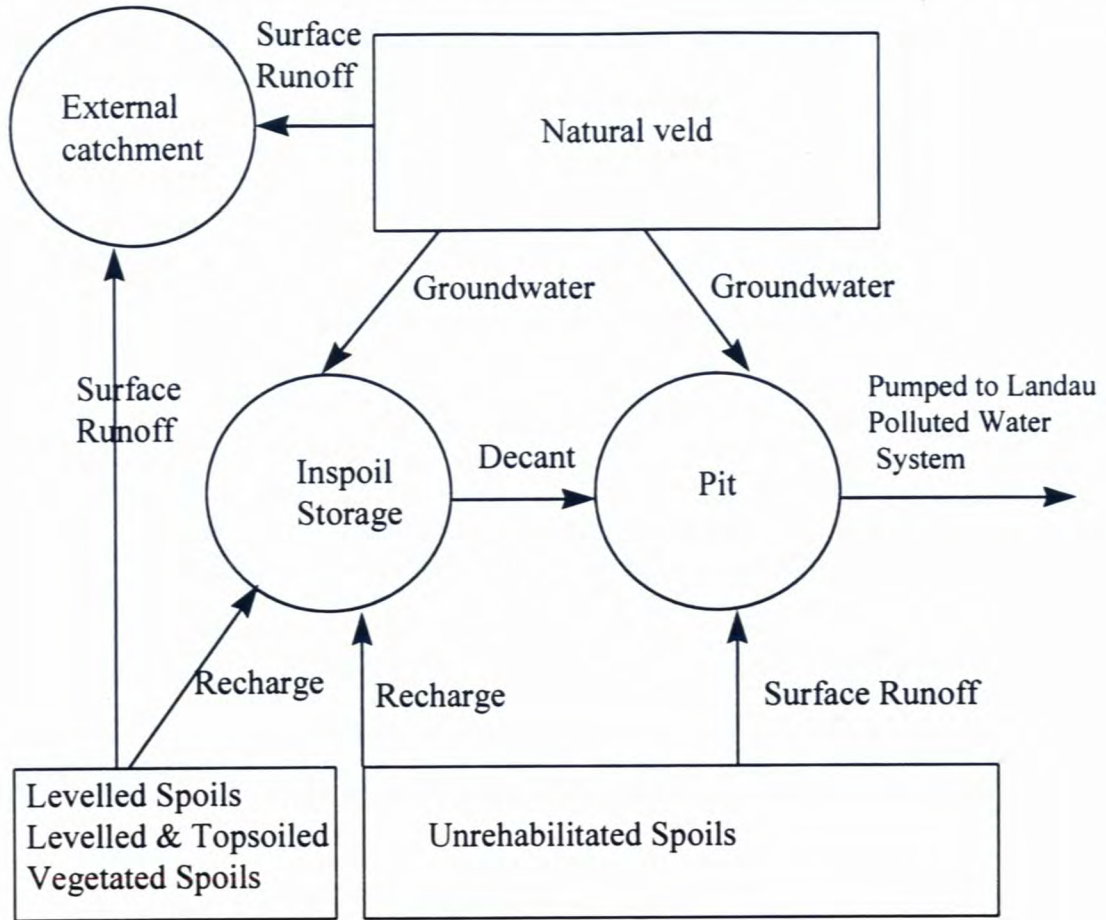 Surface
Runoff
External
catchment
Natural veld
Groundwater
Groundwater
Surface
Runoff
Pumped to Landau
Polluted Water
System
Decant
Inspoil
Storage
Pit
Recharge
Recharge
Surface Runoff
Levelled Spoils
Levelled & Topsoiled
Vegetated Spoils
Unrehabilitated Spoils